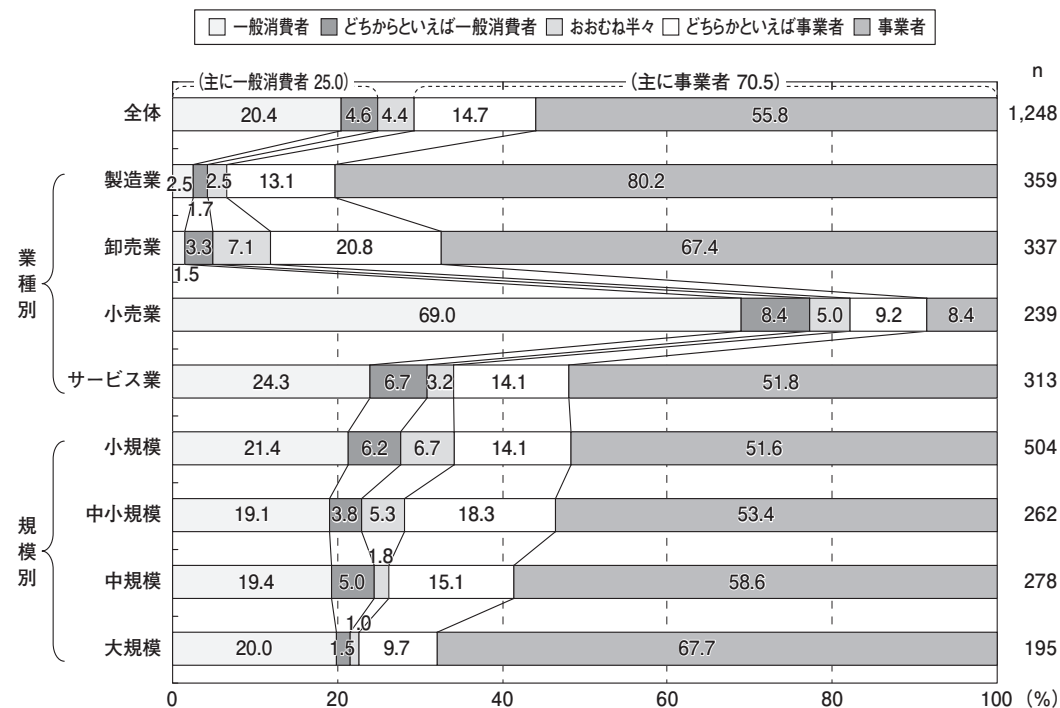 一般消費者 どちからといえば一般消費者 おおむね半々 どちらかといえば事業者 事業者
n
(主に一般消費者 25.0) (主に事業者 70.5)
全体 20.4 4.6 4.4 14.7 55.8 1,248
業種別
製造業 2.5 1.7 2.5 13.1 80.2 359
卸売業 1.5 3.3 7.1 20.8 67.4 337
小売業 69.0 8.4 5.0 9.2 8.4 239
サービス業 24.3 6.7 3.2 14.1 51.8 313
規模別
小規模 21.4 6.2 6.7 14.1 51.6 504
中小規模 19.1 3.8 5.3 18.3 53.4 262
中規模 19.4 5.0 1.8 15.1 58.6 278
大規模 20.0 1.5 1.0 9.7 67.7 195
0 20 40 60 80 100 (%)